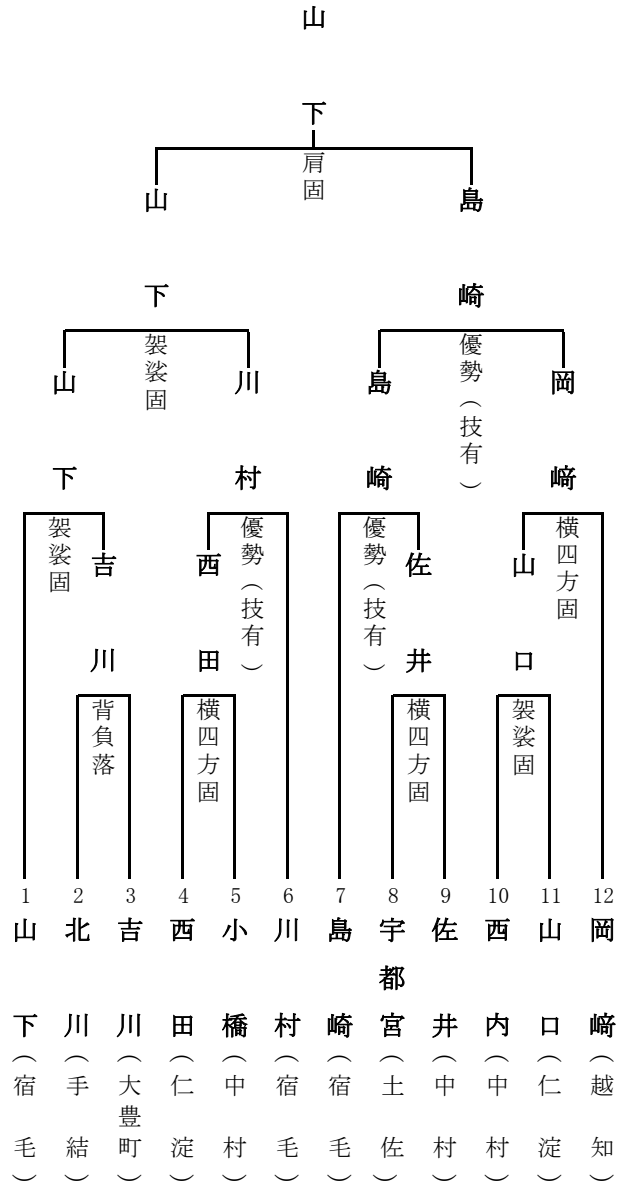 山下
肩固
山下
島崎
袈裟固
優勢（技有）
山下
川村
島崎
岡﨑
袈裟固
優勢（技有）
優勢（技有）
横四方固
吉川
西田
佐井
山口
背負落
横四方固
横四方固
袈裟固
1
2
3
4
5
6
7
8
9
10
11
12
山下（宿毛）
北川（手結）
吉川（大豊町）
西田（仁淀）
小橋（中村）
川村（宿毛）
島崎（宿毛）
宇都宮（土佐）
佐井（中村）
西内（中村）
山口（仁淀）
岡﨑（越知）